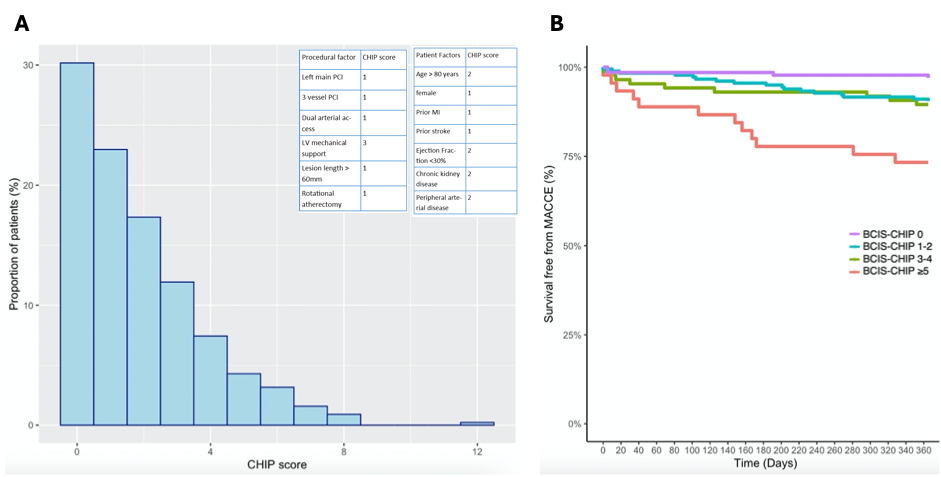 A
B
30
20
10
0
Proportion of patients (%)
0 4 8 12
CHIP score
Procedural factor CHIP score
Left main PCI 1
3 vessel PCI 1
Dual arterial ac-
cess 1
LV mechanical
support 3
Lesion length >
60mm 1
Rotational
atherectomy 1
Patient Factors CHIP score
Age > 80 years 2
female 1
Prior MI 1
Prior stroke 1
Ejection Frac-
tion <30% 2
Chronic kidney
disease 2
Peripheral arte-
rial disease 2
100%
75%
50%
25%
0%
Survival free from MACCE (%)
BCIS-CHIP 0
BCIS-CHIP 1-2
BCIS-CHIP 3-4
BCIS-CHIP ≥5
0 20 40 60 80 100 120 140 160 180 200 220 240 260 280 300 320 340 360
Time (Days)